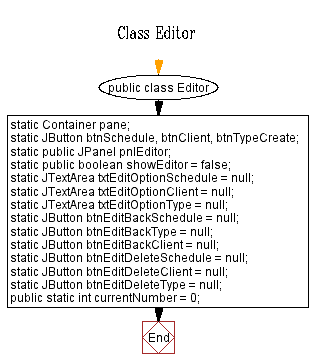 Class Editor
public class Editor
static Container pane;
static JButton btnSchedule, btnClient, btnTypeCreate;
static public JPanel pnlEditor;
static public boolean showEditor = false;
static JTextArea txtEditOptionSchedule = null;
static JTextArea txtEditOptionClient = null;
static JTextArea txtEditOptionType = null;
static JButton btnEditBackSchedule = null;
static JButton btnEditBackType = null;
static JButton btnEditBackClient = null;
static JButton btnEditDeleteSchedule = null;
static JButton btnEditDeleteClient = null;
static JButton btnEditDeleteType = null;
public static int currentNumber = 0;
End